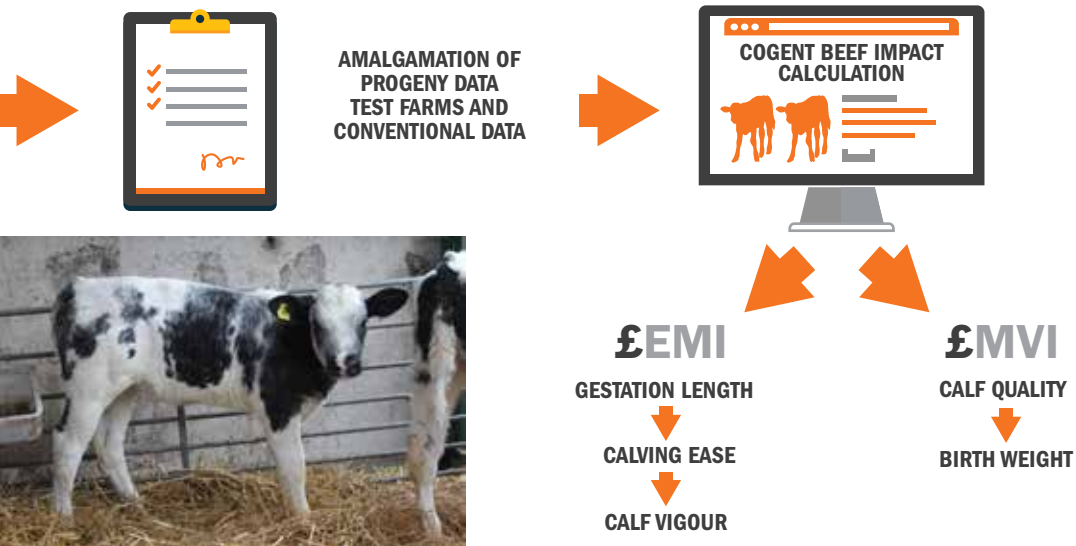 AMALGAMATION OF
PROGENY DATA
TEST FARMS AND
CONVENTIONAL DATA
COGENT BEEF IMPACT
CALCULATION
£EMI
GESTATION LENGTH
CALVING EASE
CALF VIGOUR
£MVI
CALF QUALITY
BIRTH WEIGHT